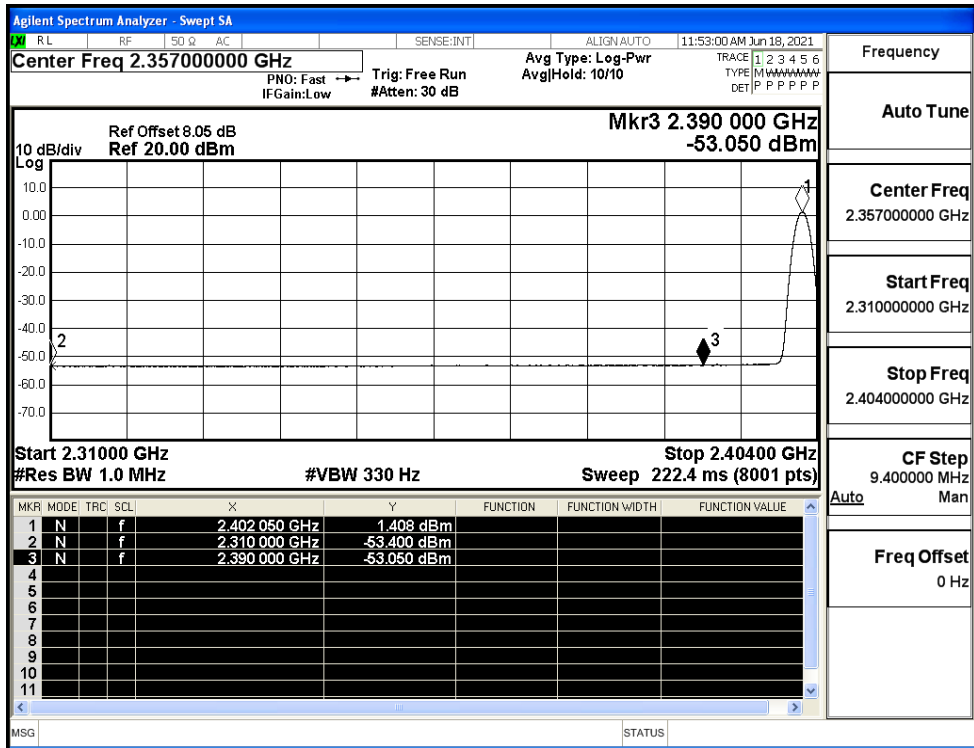 Agilent Spectrum Analyzer - Swept SA
LXI RL RF 50 Ω AC SENSE:INT ALIGN AUTO 11:53:00 AM Jun 18, 2021
Center Freq 2.357000000 GHz
PNO: Fast
IFGain:Low
Trig: Free Run
#Atten: 30 dB
Avg Type: Log-Pwr
Avg|Hold: 10/10
TRACE 1 2 3 4 5 6
TYPE M WWWWW
DET P P P P P P
Mkr3 2.390 000 GHz
-53.050 dBm
Ref Offset 8.05 dB
10 dB/div Ref 20.00 dBm
Log
10.0
0.00
-10.0
-20.0
-30.0
-40.0
-50.0
-60.0
-70.0
1
2
3
Start 2.31000 GHz Stop 2.40400 GHz
#Res BW 1.0 MHz #VBW 330 Hz Sweep 222.4 ms (8001 pts)
MKR MODE TRC SCL X Y FUNCTION FUNCTION WIDTH FUNCTION VALUE
1 N f 2.402 050 GHz 1.408 dBm
2 N f 2.310 000 GHz -53.400 dBm
3 N f 2.390 000 GHz -53.050 dBm
4
5
6
7
8
9
10
11
MSG STATUS
Frequency
Auto Tune
Center Freq
2.357000000 GHz
Start Freq
2.310000000 GHz
Stop Freq
2.404000000 GHz
CF Step
9.400000 MHz
Auto Man
Freq Offset
0 Hz